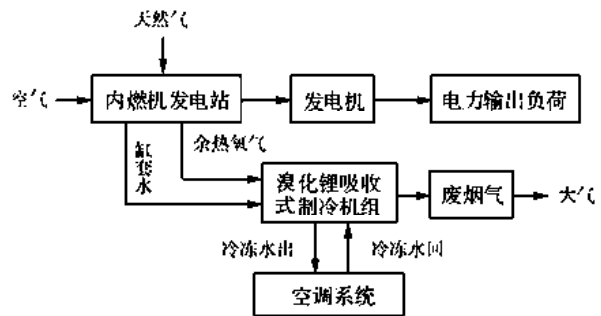 天然气
空气
内燃机发电站
发电机
电力输出负荷
缸套水
余热氧气
溴化锂吸收
式制冷机组
废烟气
大气
冷冻水出
冷冻水回
空调系统